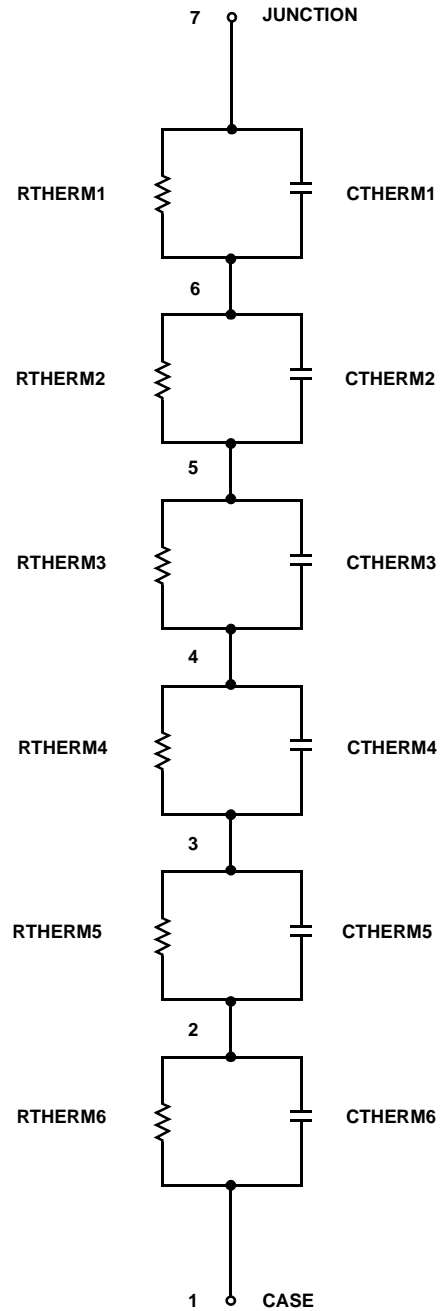 7 JUNCTION
RTHERM1 CTHERM1
6
RTHERM2 CTHERM2
5
RTHERM3 CTHERM3
4
RTHERM4 CTHERM4
3
RTHERM5 CTHERM5
2
RTHERM6 CTHERM6
1 CASE